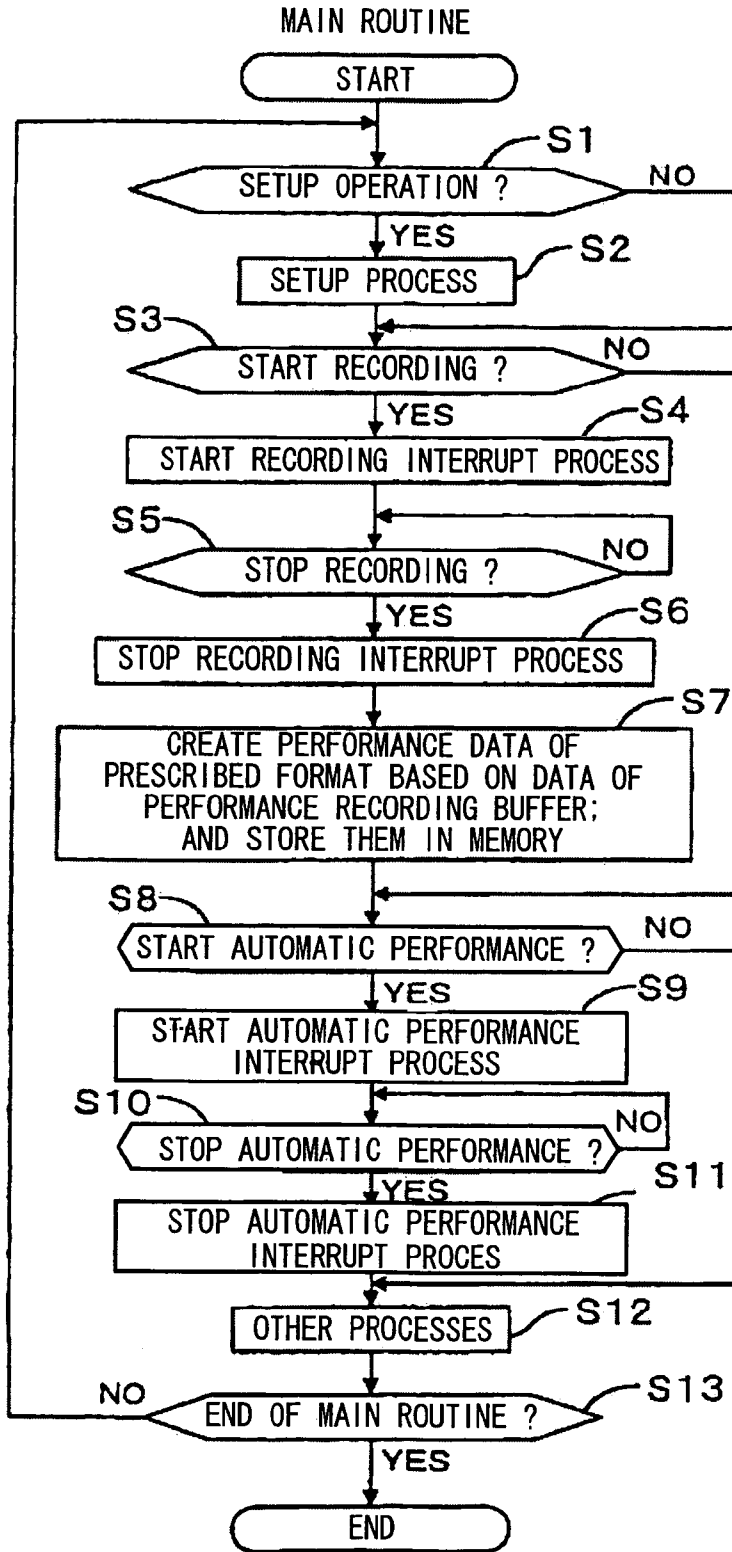 MAIN ROUTINE
START
S1
SETUP OPERATION ?
NO
YES
S2
SETUP PROCESS
S3
START RECORDING ?
NO
YES
S4
START RECORDING INTERRUPT PROCESS
S5
STOP RECORDING ?
NO
YES
S6
STOP RECORDING INTERRUPT PROCESS
S7
CREATE PERFORMANCE DATA OF
PRESCRIBED FORMAT BASED ON DATA OF
PERFORMANCE RECORDING BUFFER;
AND STORE THEM IN MEMORY
S8
START AUTOMATIC PERFORMANCE ?
NO
YES
S9
START AUTOMATIC PERFORMANCE
INTERRUPT PROCESS
S10
STOP AUTOMATIC PERFORMANCE ?
NO
YES
S11
STOP AUTOMATIC PERFORMANCE
INTERRUPT PROCES
S12
OTHER PROCESSES
NO
S13
END OF MAIN ROUTINE ?
YES
END